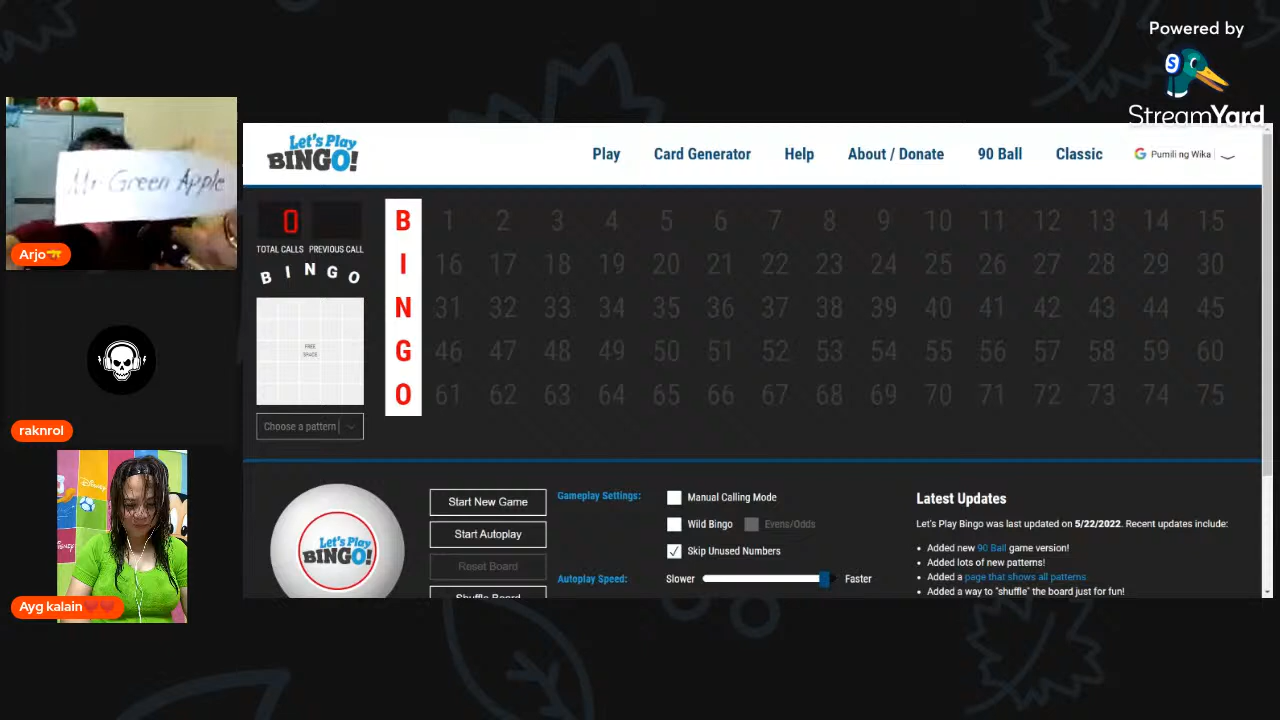 Powered by
StreamYard
Mr. Green Apple
Arjo
raknrol
Ayg kalain
Let's Play
BINGO!
Play
Card Generator
Help
About / Donate
90 Ball
Classic
G Pumili ng Wika
0
TOTAL CALLS PREVIOUS CALL
B I N G O
FREE
SPACE
Choose a pattern
B 1 2 3 4 5 6 7 8 9 10 11 12 13 14 15
I 16 17 18 19 20 21 22 23 24 25 26 27 28 29 30
N 31 32 33 34 35 36 37 38 39 40 41 42 43 44 45
G 46 47 48 49 50 51 52 53 54 55 56 57 58 59 60
O 61 62 63 64 65 66 67 68 69 70 71 72 73 74 75
Let's Play
BINGO!
Start New Game
Start Autoplay
Reset Board
Shuffle Board
Gameplay Settings:
Manual Calling Mode
Wild Bingo
Evens/Odds
Skip Unused Numbers
Autoplay Speed:
Slower
Faster
Latest Updates
Let's Play Bingo was last updated on 5/22/2022. Recent updates include:
• Added new 90 Ball game version!
• Added lots of new patterns!
• Added a page that shows all patterns
• Added a way to "shuffle" the board just for fun!